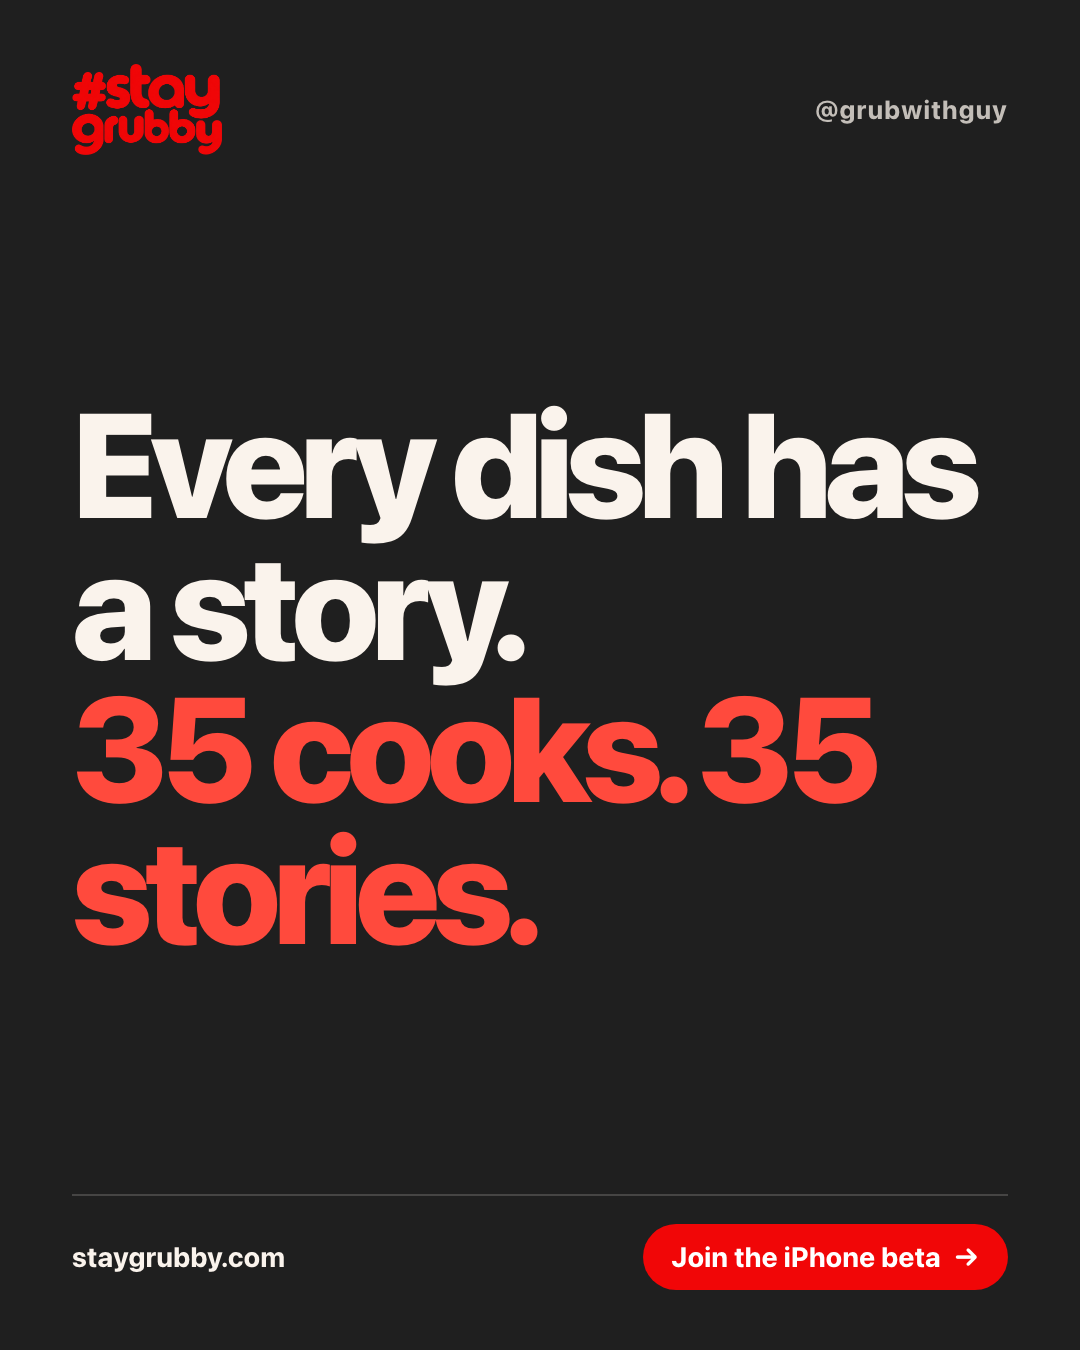 #stay
grubby
@grubwithguy
Every dish has
a story.
35 cooks. 35
stories.
staygrubby.com
Join the iPhone beta →